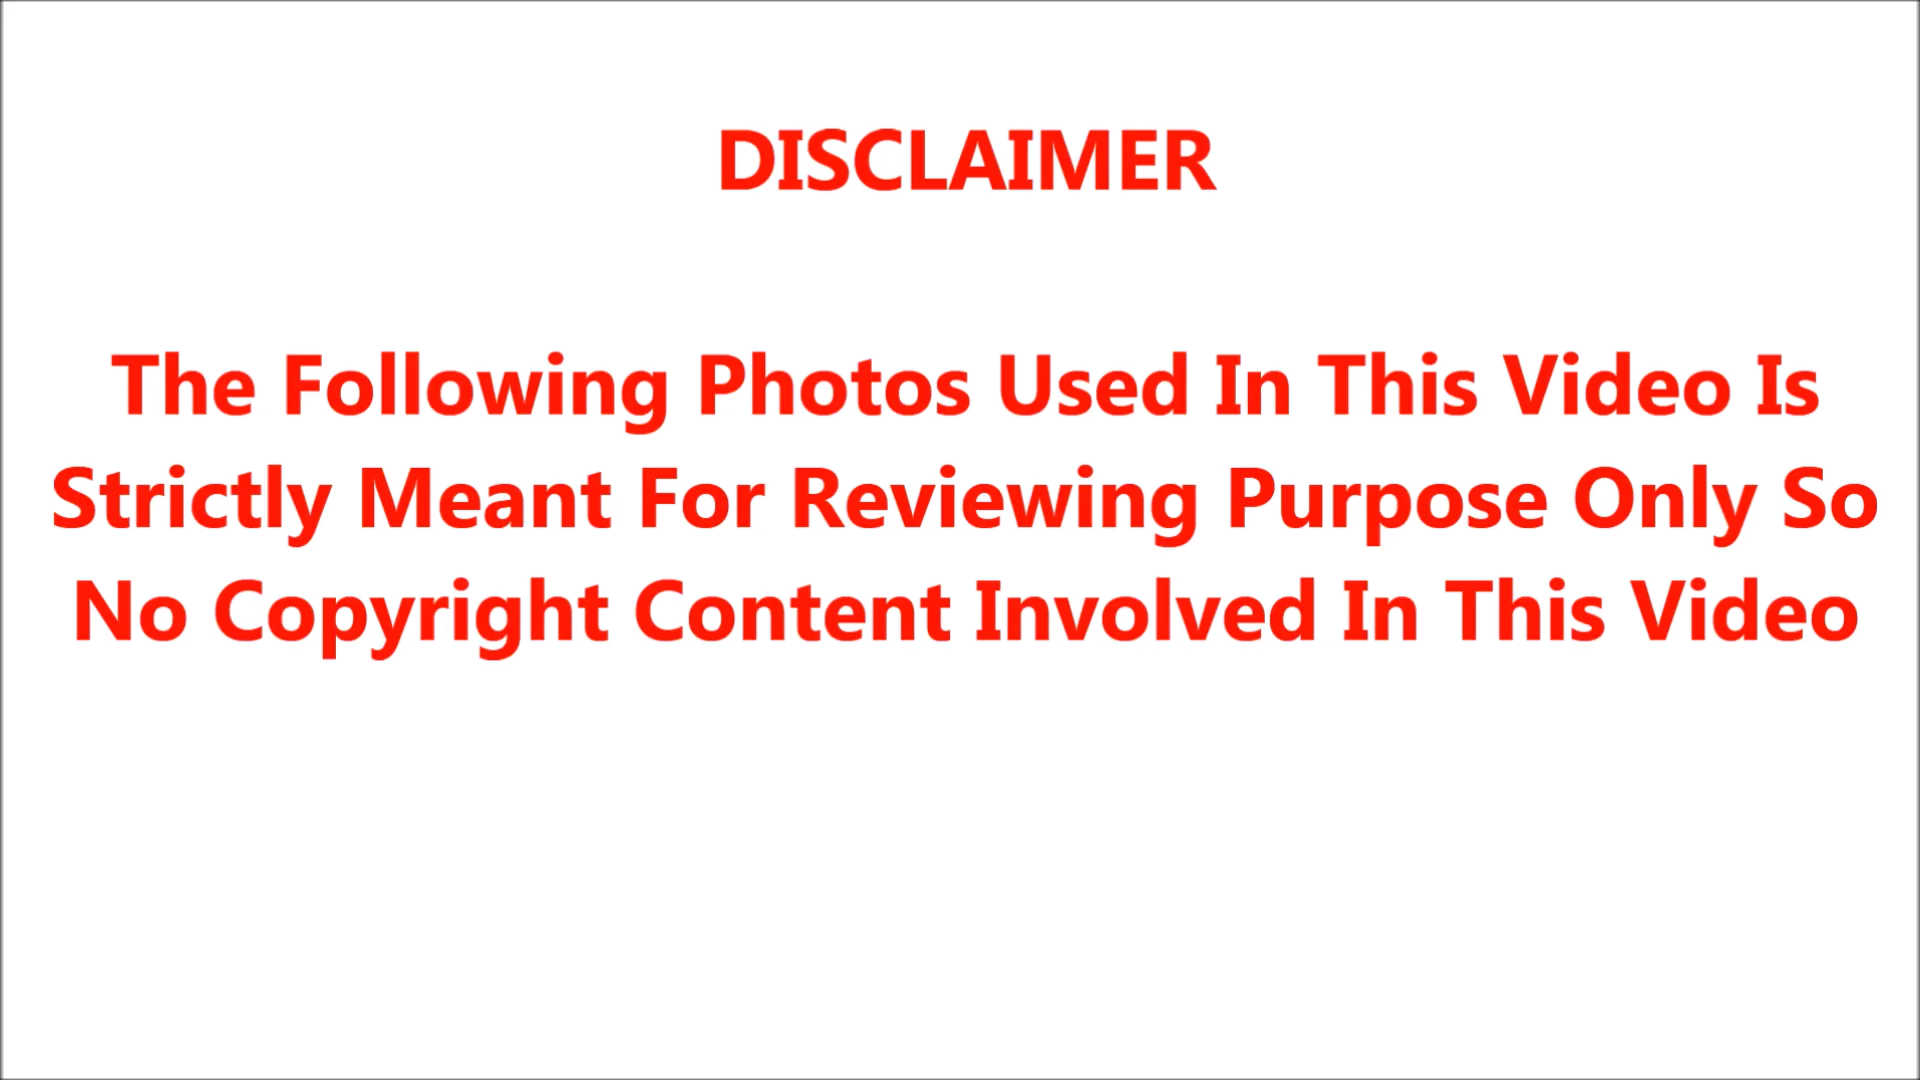 DISCLAIMER
The Following Photos Used In This Video Is
Strictly Meant For Reviewing Purpose Only So
No Copyright Content Involved In This Video